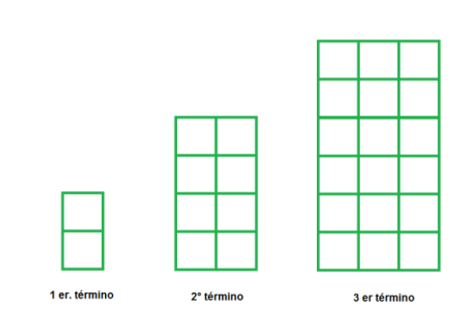 1 er. término
2° término
3 er término